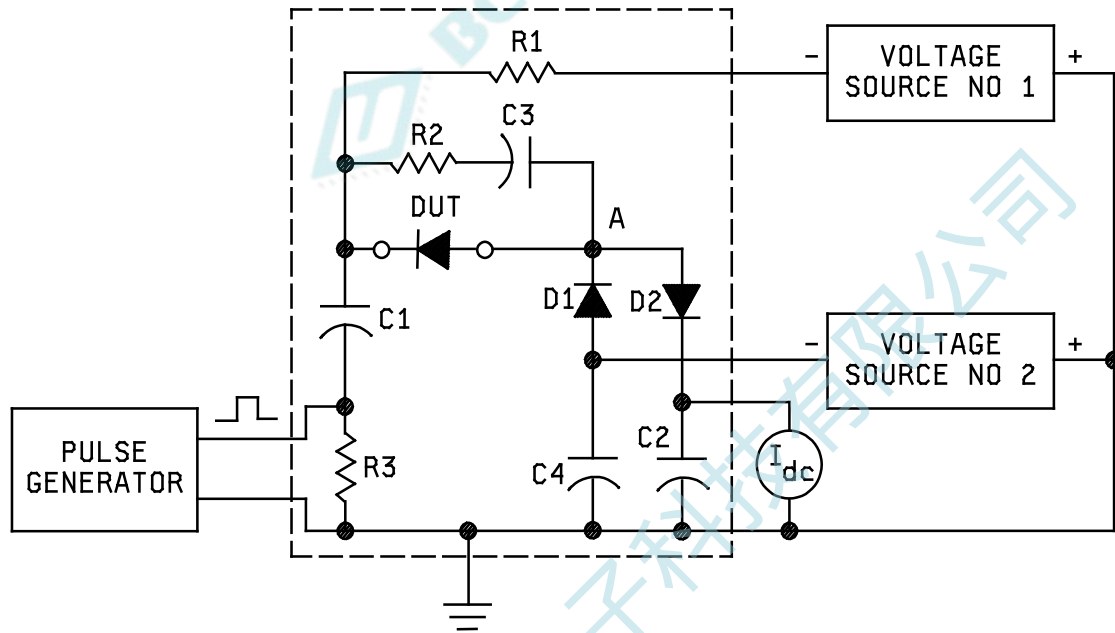 R1
- VOLTAGE SOURCE NO 1 +
C3
R2
DUT
A
D1
D2
C1
- VOLTAGE SOURCE NO 2 +
PULSE
GENERATOR
R3
C4
C2
Idc
BC
子科技有限公司